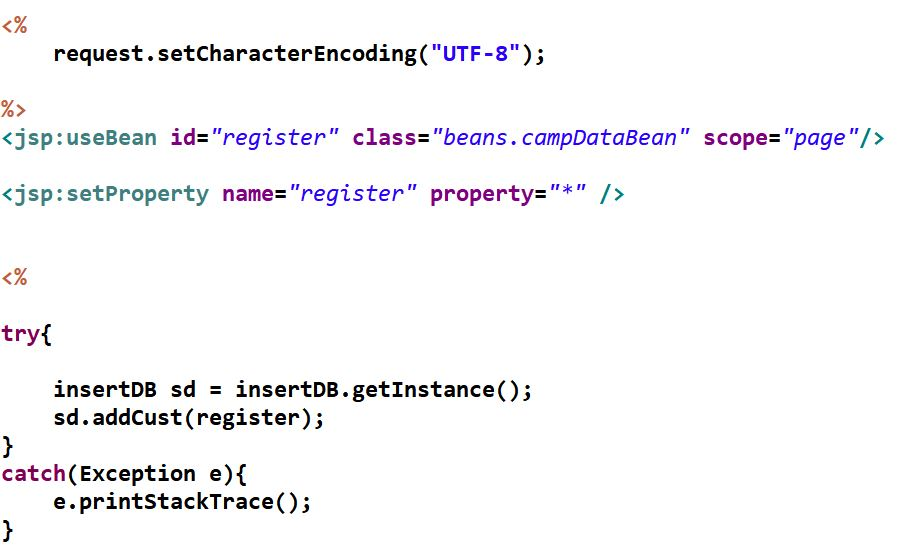 <%
    request.setCharacterEncoding("UTF-8");
%>
<jsp:useBean id="register" class="beans.campDataBean" scope="page"/>
<jsp:setProperty name="register" property="*" />
<%
try{
    insertDB sd = insertDB.getInstance();
    sd.addCust(register);
}
catch(Exception e){
    e.printStackTrace();
}